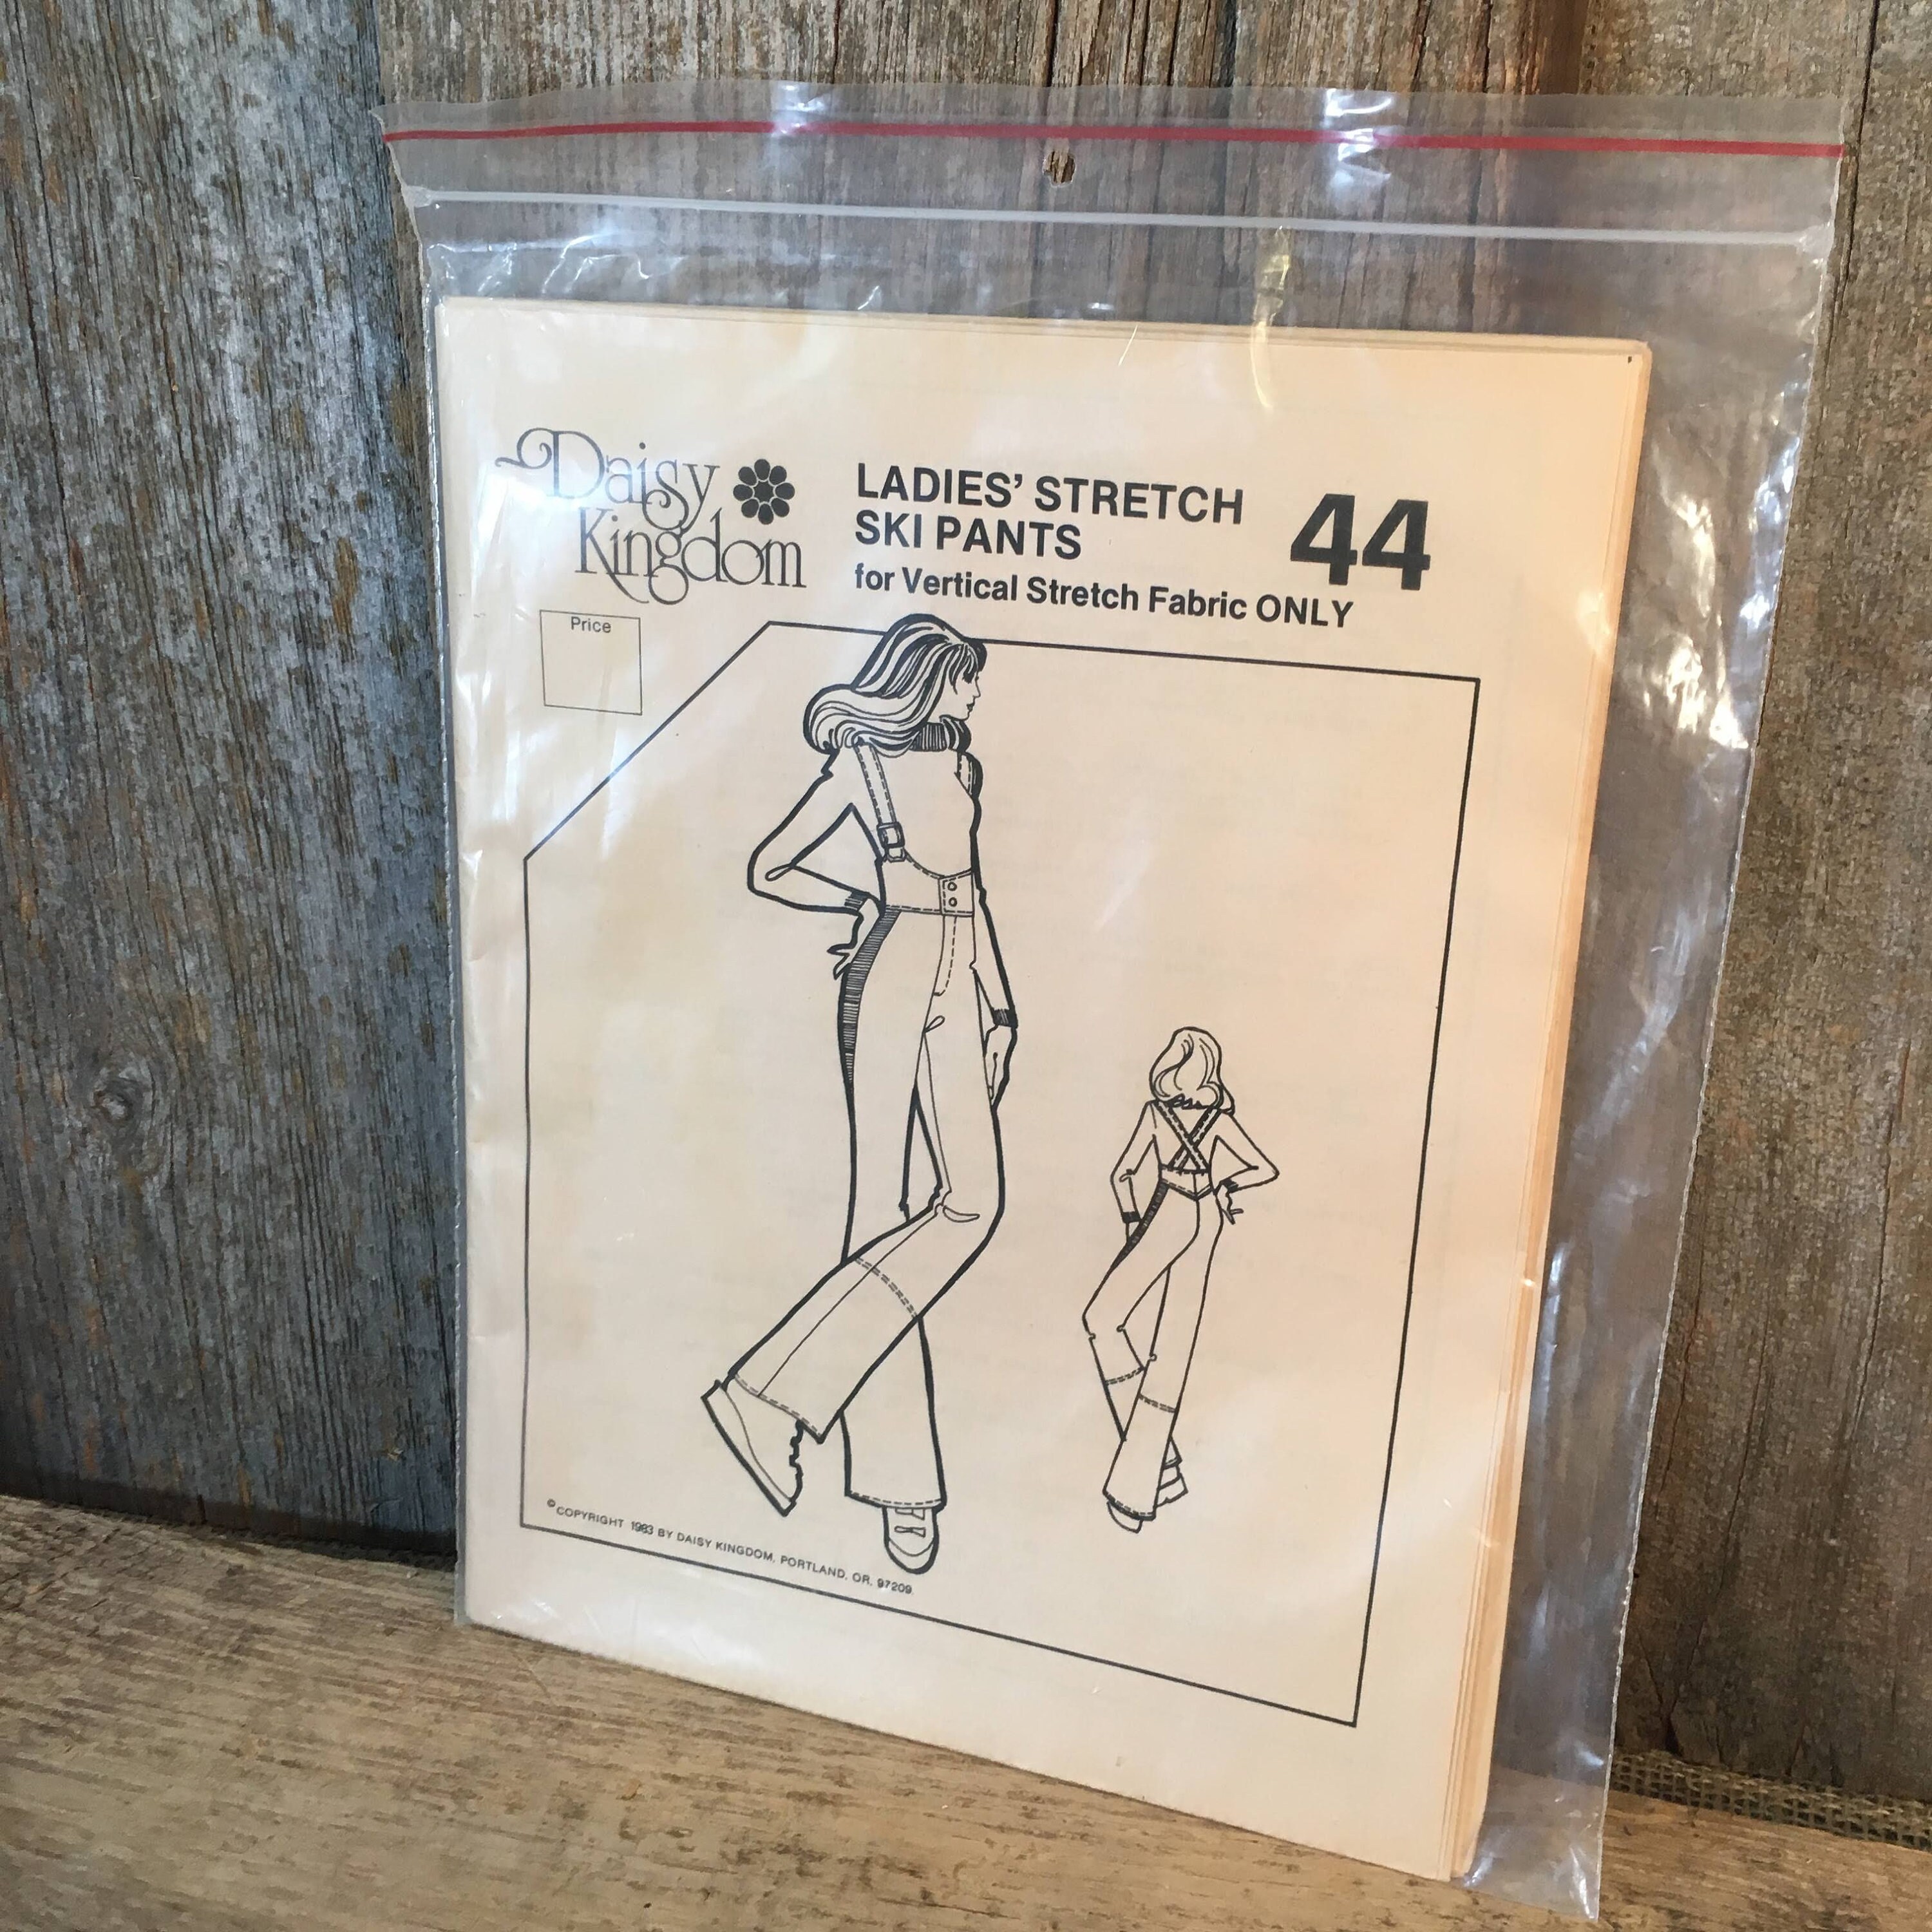 Daisy
Kingdom
LADIES' STRETCH
SKI PANTS
for Vertical Stretch Fabric ONLY
44
Price
© COPYRIGHT 1983 BY DAISY KINGDOM, PORTLAND, OR. 97209